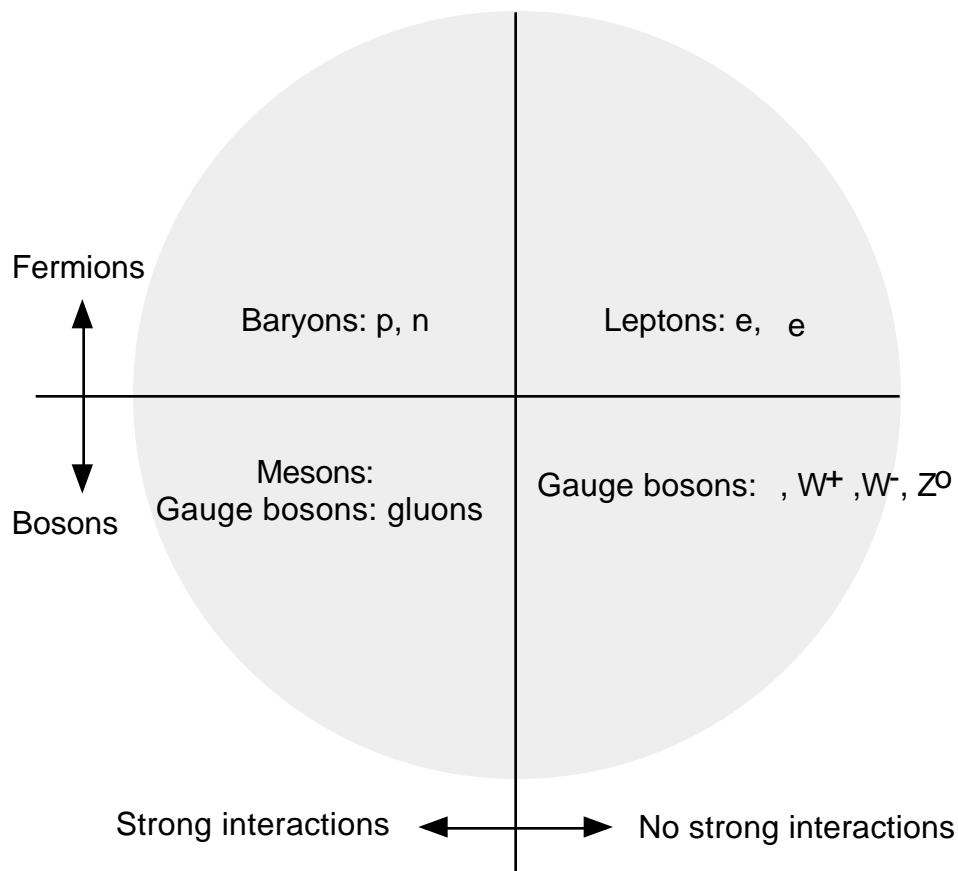 Fermions
Baryons: p, n
Leptons: e, e
Mesons:
Gauge bosons: gluons
Gauge bosons: , W+ ,W-, Zo
Bosons
Strong interactions
No strong interactions